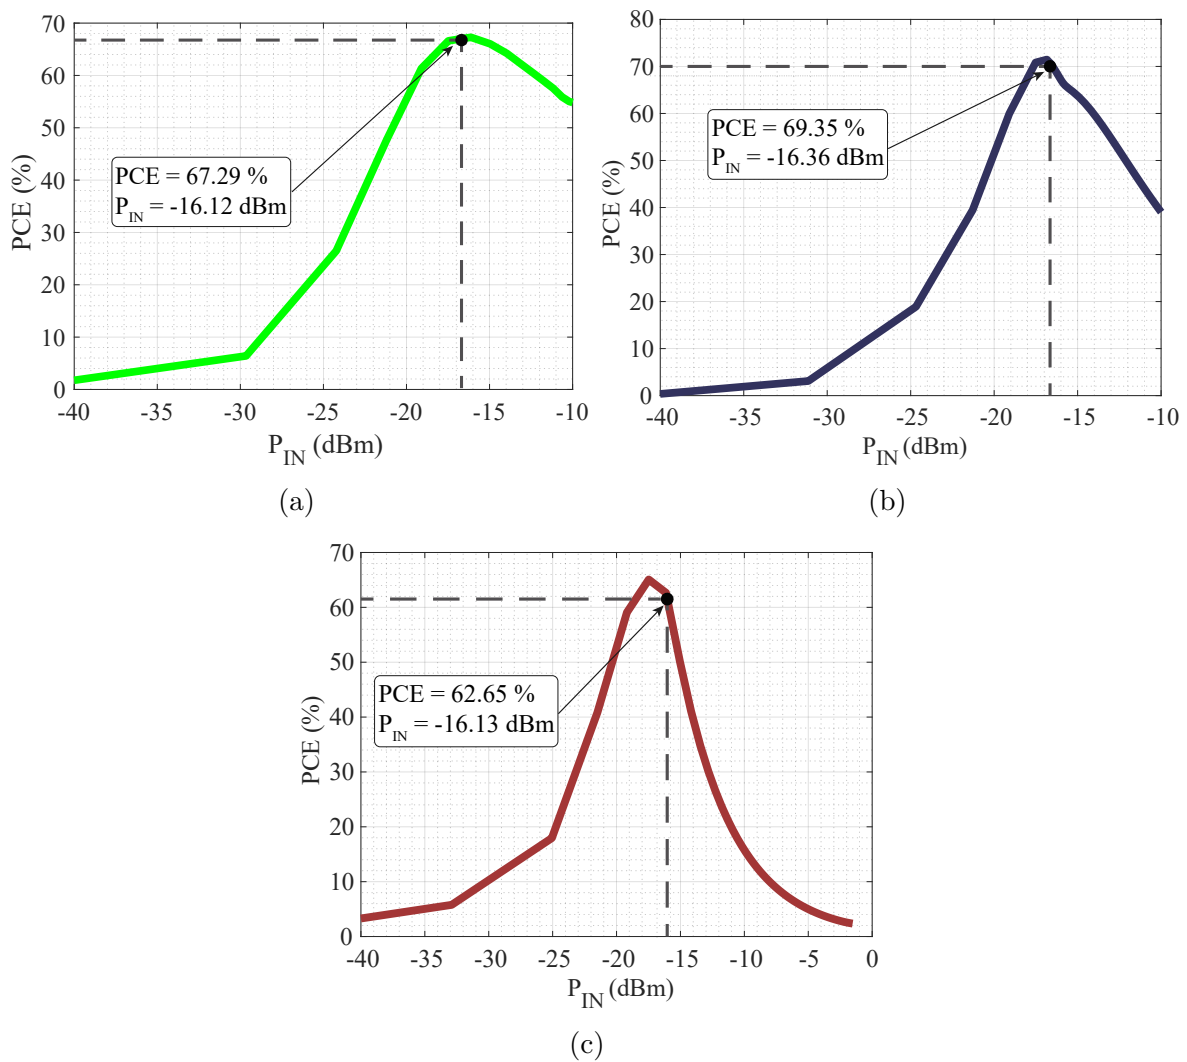 70
60
50
40
30
20
10
0
PCE (%)
PCE = 67.29 %
P_IN = -16.12 dBm
-40 -35 -30 -25 -20 -15 -10
P_IN (dBm)
(a)
80
70
60
50
40
30
20
10
0
PCE (%)
PCE = 69.35 %
P_IN = -16.36 dBm
-40 -35 -30 -25 -20 -15 -10
P_IN (dBm)
(b)
70
60
50
40
30
20
10
0
PCE (%)
PCE = 62.65 %
P_IN = -16.13 dBm
-40 -35 -30 -25 -20 -15 -10 -5 0
P_IN (dBm)
(c)